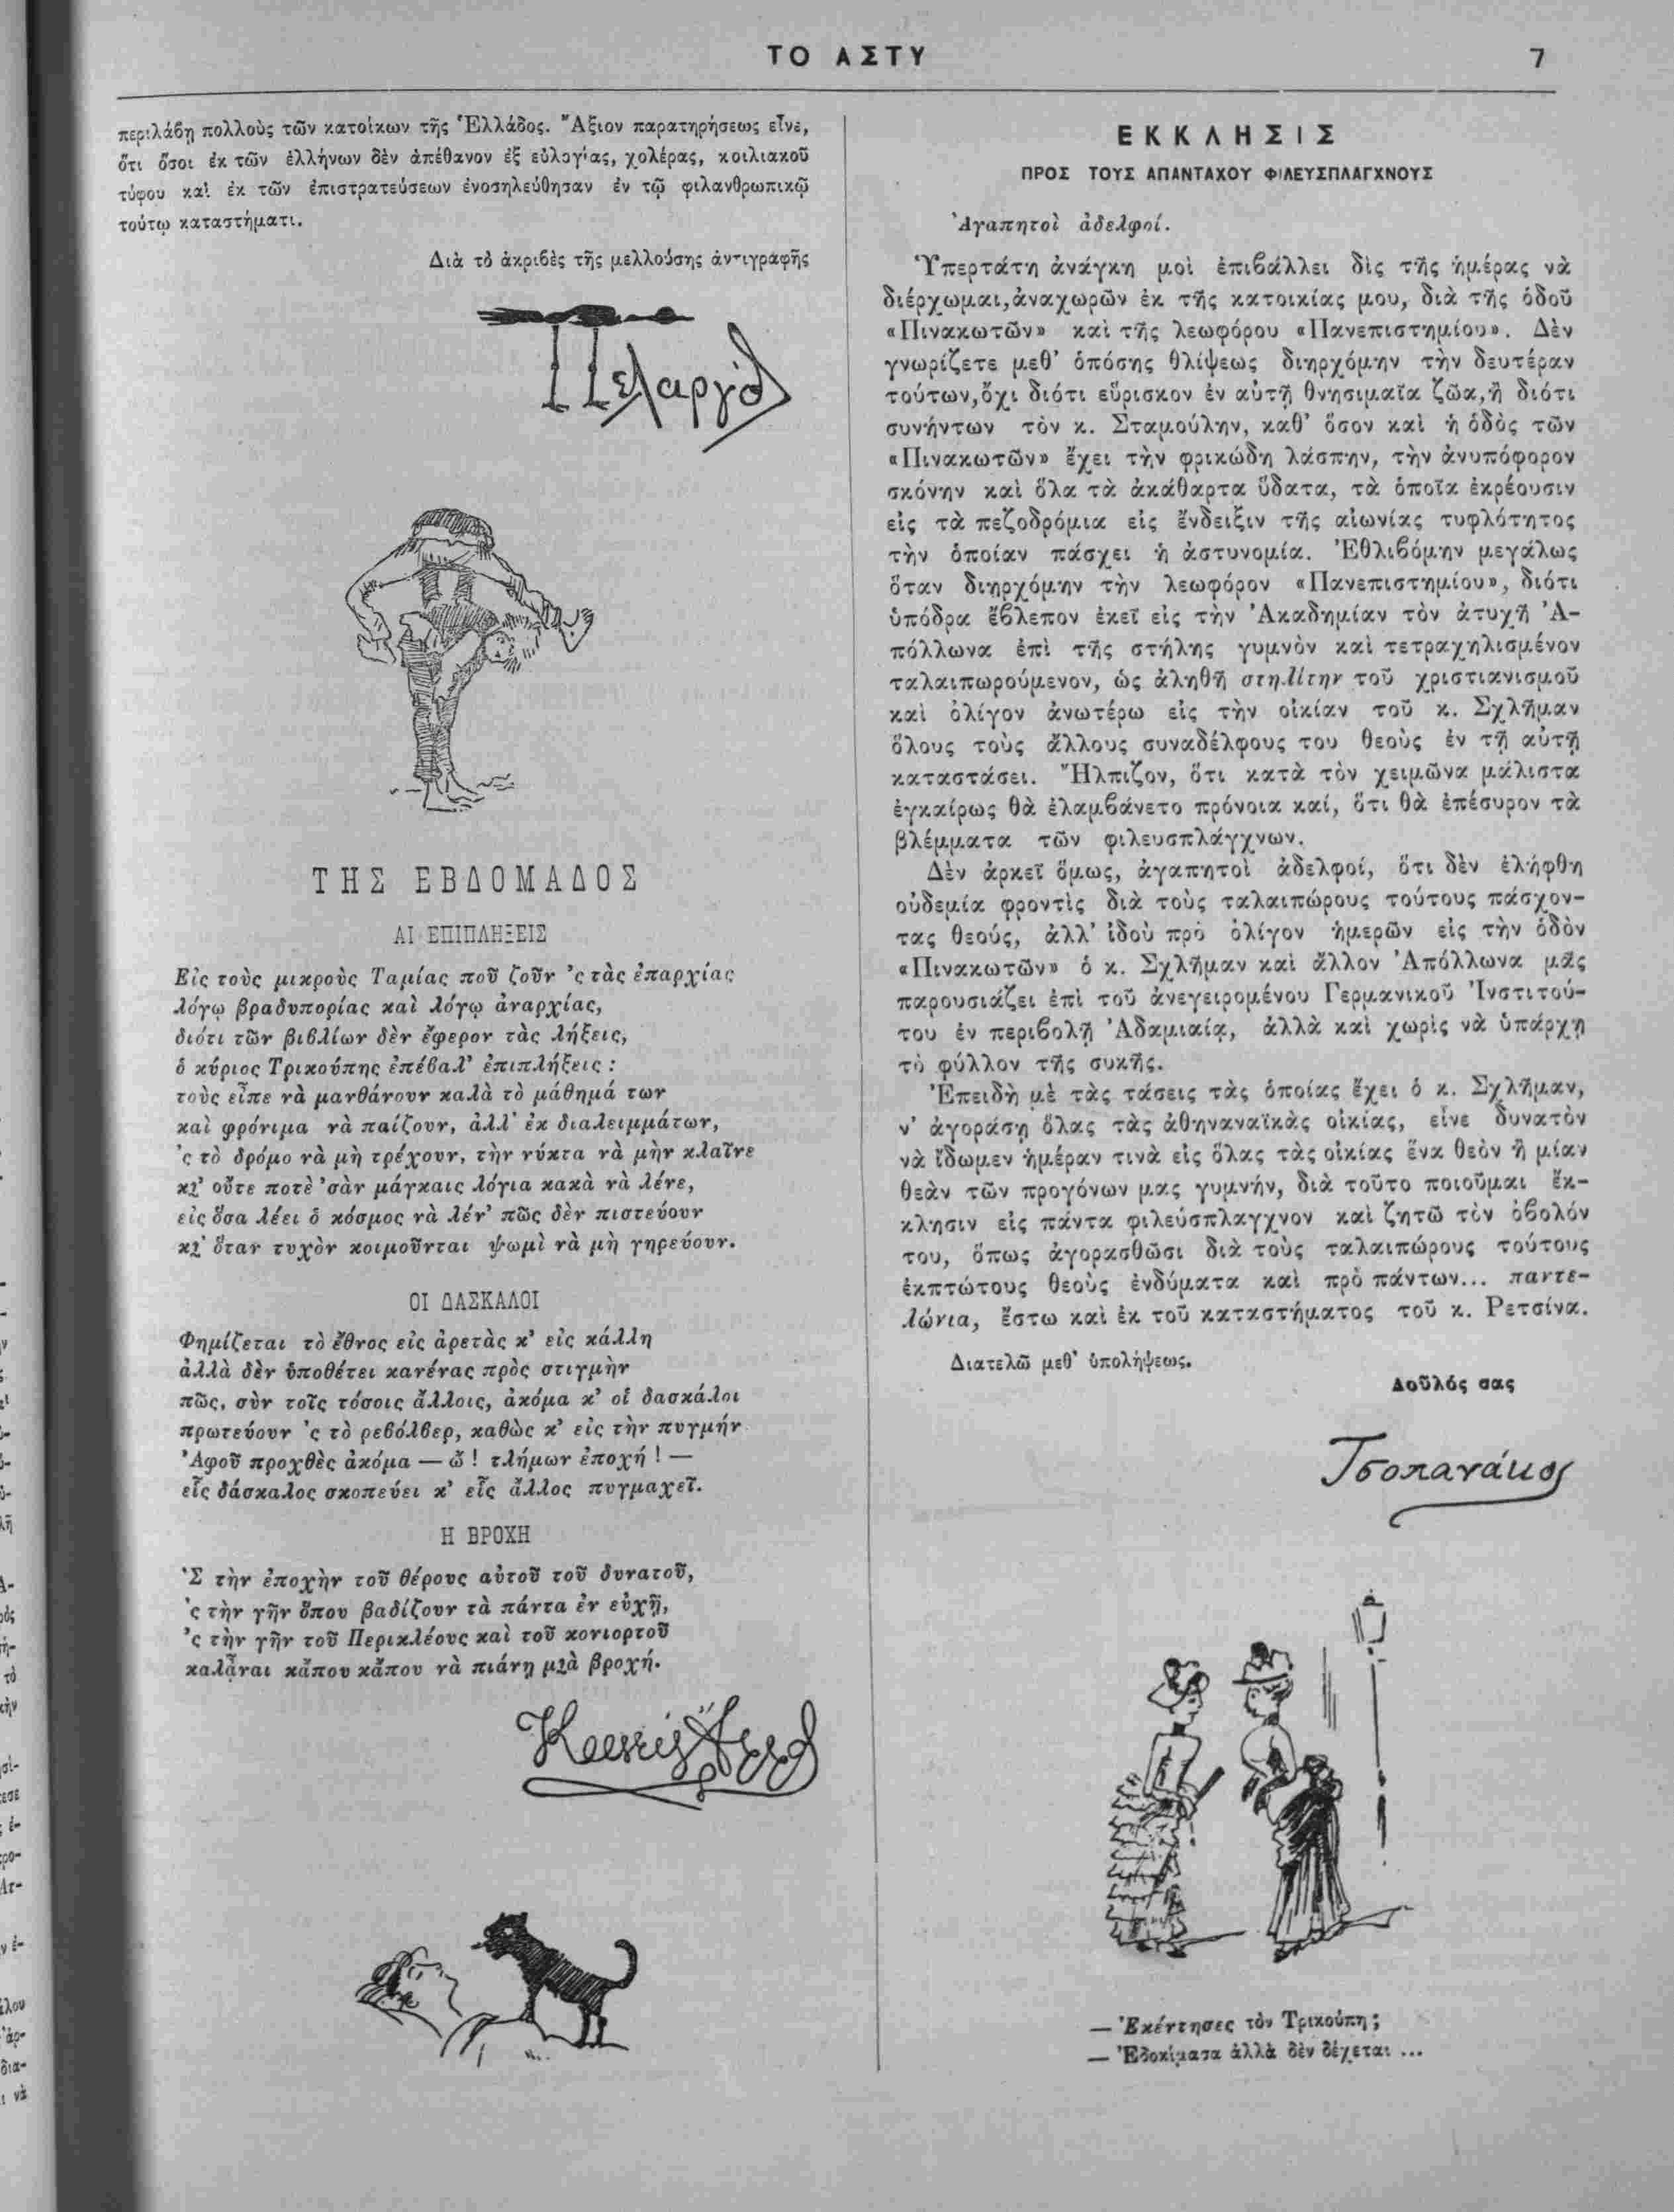 ΤΟ ΑΣΤΥ
7
περιλάβῃ πολλοὺς τῶν κατοίκων τῆς Ἑλλάδος. Ἄξιον παρατηρήσεως εἶνε,
ὅτι ὅσοι ἐκ τῶν ἑλλήνων δὲν ἀπέθανον ἐξ εὐλογίας, χολέρας, κοιλιακοῦ
τύφου καὶ ἐκ τῶν ἐπιστρατεύσεων ἐνοσηλεύθησαν ἐν τῷ φιλανθρωπικῷ
τούτῳ καταστήματι.
Διὰ τὸ ἀκριβὲς τῆς μελλούσης ἀντιγραφῆς
Πελαργὸς
ΤΗΣ ΕΒΔΟΜΑΔΟΣ
ΑΙ ΕΠΙΠΛΗΞΕΙΣ
Εἰς τοὺς μικροὺς Ταμίας ποῦ ζοῦν ’ς τὰς ἐπαρχίας
λόγῳ βραδυπορίας καὶ λόγῳ ἀναρχίας,
διότι τῶν βιβλίων δὲν ἔφερον τὰς λήξεις,
ὁ κύριος Τρικούπης ἐπέβαλ’ ἐπιπλήξεις :
τοὺς εἶπε νὰ μανθάνουν καλὰ τὸ μάθημά των
καὶ φρόνιμα νὰ παίζουν, ἀλλ’ ἐκ διαλειμμάτων,
’ς τὸ δρόμο νὰ μὴ τρέχουν, τὴν νύκτα νὰ μὴν κλαῖνε
κι’ οὔτε ποτὲ ’σὰν μάγκαις λόγια κακὰ νὰ λένε,
εἰς ὅσα λέει ὁ κόσμος νὰ λέν’ πῶς δὲν πιστεύουν
κι’ ὅταν τυχὸν κοιμοῦνται ψωμὶ νὰ μὴ γηρεύουν.
ΟΙ ΔΑΣΚΑΛΟΙ
Φημίζεται τὸ ἔθνος εἰς ἀρετὰς κ’ εἰς κάλλη
ἀλλὰ δὲν ὑποθέτει κανένας πρὸς στιγμὴν
πῶς, σὺν τοῖς τόσοις ἄλλοις, ἀκόμα κ’ οἱ δασκάλοι
πρωτεύουν ’ς τὸ ρεβόλβερ, καθὼς κ’ εἰς τὴν πυγμήν
Ἀφοῦ προχθὲς ἀκόμα — ὤ ! τλήμων ἐποχή ! —
εἷς δάσκαλος σκοπεύει κ’ εἷς ἄλλος πυγμαχεῖ.
Η ΒΡΟΧΗ
Σ τὴν ἐποχὴν τοῦ θέρους αὐτοῦ τοῦ δυνατοῦ,
’ς τὴν γῆν ὅπου βαδίζουν τὰ πάντα ἐν εὐχῇ,
’ς τὴν γῆν τοῦ Περικλέους καὶ τοῦ κονιορτοῦ
καλᾶναι κἄπου κἄπου νὰ πιάνῃ μιὰ βροχή.
ΕΚΚΛΗΣΙΣ
ΠΡΟΣ ΤΟΥΣ ΑΠΑΝΤΑΧΟΥ ΦΙΛΕΥΣΠΛΑΓΧΝΟΥΣ
Ἀγαπητοὶ ἀδελφοί.
Ὑπερτάτη ἀνάγκη μοὶ ἐπιβάλλει δὶς τῆς ἡμέρας νὰ
διέρχωμαι, ἀναχωρῶν ἐκ τῆς κατοικίας μου, διὰ τῆς ὁδοῦ
«Πινακωτῶν» καὶ τῆς λεωφόρου «Πανεπιστημίου». Δὲν
γνωρίζετε μεθ’ ὁπόσης θλίψεως διηρχόμην τὴν δευτέραν
τούτων, ὄχι διότι εὕρισκον ἐν αὐτῇ θνησιμαῖα ζῶα, ἢ διότι
συνήντων τὸν κ. Σταμούλην, καθ’ ὅσον καὶ ἡ ὁδὸς τῶν
«Πινακωτῶν» ἔχει τὴν φρικώδη λάσπην, τὴν ἀνυπόφορον
σκόνην καὶ ὅλα τὰ ἀκάθαρτα ὕδατα, τὰ ὁποῖα ἐκρέουσιν
εἰς τὰ πεζοδρόμια εἰς ἔνδειξιν τῆς αἰωνίας τυφλότητος
τὴν ὁποίαν πάσχει ἡ ἀστυνομία. Ἐθλιβόμην μεγάλως
ὅταν διηρχόμην τὴν λεωφόρον «Πανεπιστημίου», διότι
ὑπόδρα ἔβλεπον ἐκεῖ εἰς τὴν Ἀκαδημίαν τὸν ἀτυχῆ Ἀ-
πόλλωνα ἐπὶ τῆς στήλης γυμνὸν καὶ τετραχηλισμένον
ταλαιπωρούμενον, ὡς ἀληθῆ στηλίτην τοῦ χριστιανισμοῦ
καὶ ὀλίγον ἀνωτέρω εἰς τὴν οἰκίαν τοῦ κ. Σχλῆμαν
ὅλους τοὺς ἄλλους συναδέλφους του θεοὺς ἐν τῇ αὐτῇ
καταστάσει. Ἤλπιζον, ὅτι κατὰ τὸν χειμῶνα μάλιστα
ἐγκαίρως θὰ ἐλαμβάνετο πρόνοια καί, ὅτι θὰ ἐπέσυρον τὰ
βλέμματα τῶν φιλευσπλάγχνων.
Δὲν ἀρκεῖ ὅμως, ἀγαπητοὶ ἀδελφοί, ὅτι δὲν ἐλήφθη
οὐδεμία φροντὶς διὰ τοὺς ταλαιπώρους τούτους πάσχον-
τας θεούς, ἀλλ’ ἰδοὺ πρὸ ὀλίγον ἡμερῶν εἰς τὴν ὁδὸν
«Πινακωτῶν» ὁ κ. Σχλῆμαν καὶ ἄλλον Ἀπόλλωνα μᾶς
παρουσιάζει ἐπὶ τοῦ ἀνεγειρομένου Γερμανικοῦ Ἰνστιτού-
του ἐν περιβολῇ Ἀδαμιαίᾳ, ἀλλὰ καὶ χωρὶς νὰ ὑπάρχῃ
τὸ φύλλον τῆς συκῆς.
Ἐπειδὴ μὲ τὰς τάσεις τὰς ὁποίας ἔχει ὁ κ. Σχλῆμαν,
ν’ ἀγοράσῃ ὅλας τὰς ἀθηναναϊκὰς οἰκίας, εἶνε δυνατὸν
νὰ ἴδωμεν ἡμέραν τινὰ εἰς ὅλας τὰς οἰκίας ἕνα θεὸν ἢ μίαν
θεὰν τῶν προγόνων μας γυμνήν, διὰ τοῦτο ποιοῦμαι ἔκ-
κλησιν εἰς πάντα φιλεύσπλαγχνον καὶ ζητῶ τὸν ὀβολόν
του, ὅπως ἀγορασθῶσι διὰ τοὺς ταλαιπώρους τούτους
ἐκπτώτους θεοὺς ἐνδύματα καὶ πρὸ πάντων... παντε-
λώνια, ἔστω καὶ ἐκ τοῦ καταστήματος τοῦ κ. Ρετσίνα.
Διατελῶ μεθ’ ὑπολήψεως.
Δοῦλός σας
Τσοπανάκος
— Ἐκέντησες τὸν Τρικούπη ;
— Ἐδοκίμασα ἀλλὰ δὲν δέχεται ...